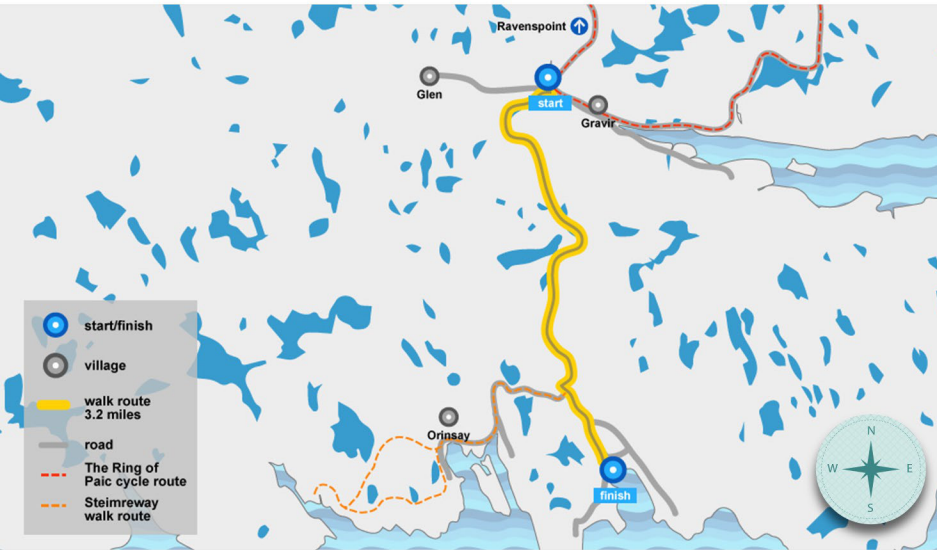 Ravenspoint
Glen
start
Gravir
start/finish
village
walk route
3.2 miles
road
The Ring of
Paic cycle route
Steimreway
walk route
Orinsay
finish
N
W
E
S